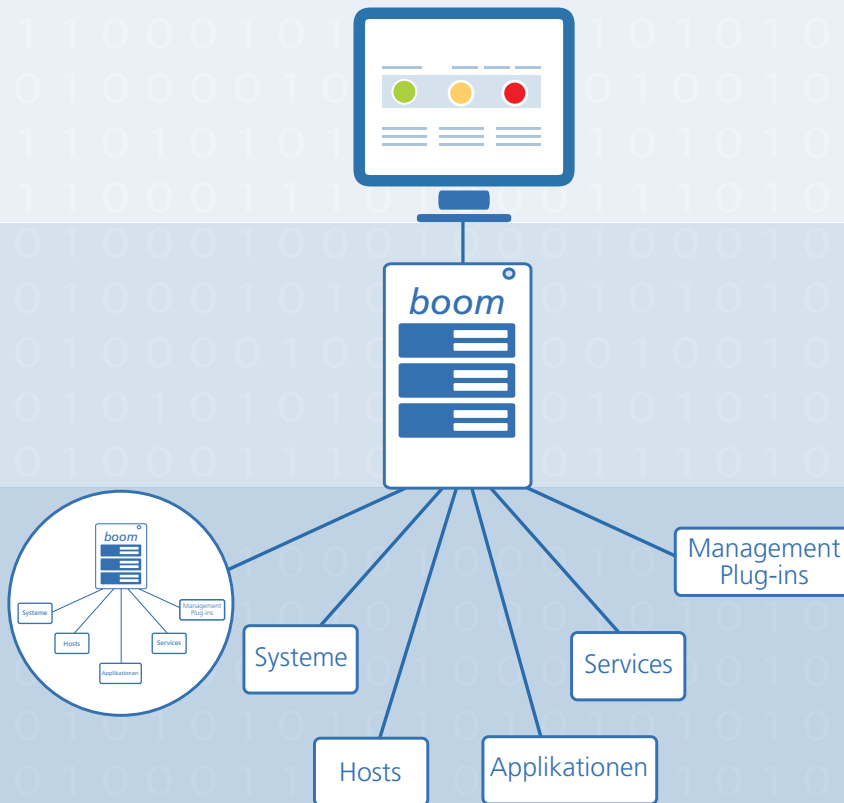 boom
boom
Systeme
Hosts
Applikationen
Services
Management
Plug-ins
Systeme
Hosts
Applikationen
Services
Management
Plug-ins